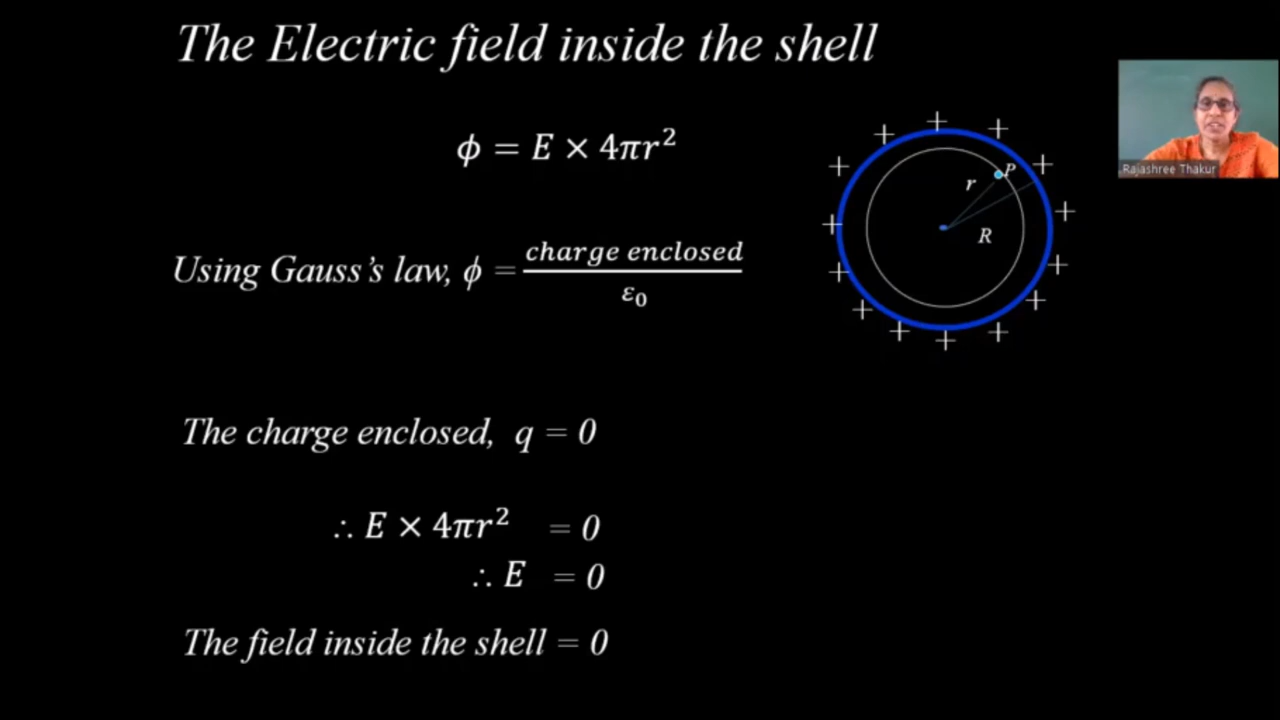 The Electric field inside the shell
ϕ = E × 4πr²
Using Gauss's law, ϕ = charge enclosed / ε₀
The charge enclosed, q = 0
∴ E × 4πr² = 0
∴ E = 0
The field inside the shell = 0
+ + + + + + + + + + + + + + +
P
r
R
Rajashree Thakur